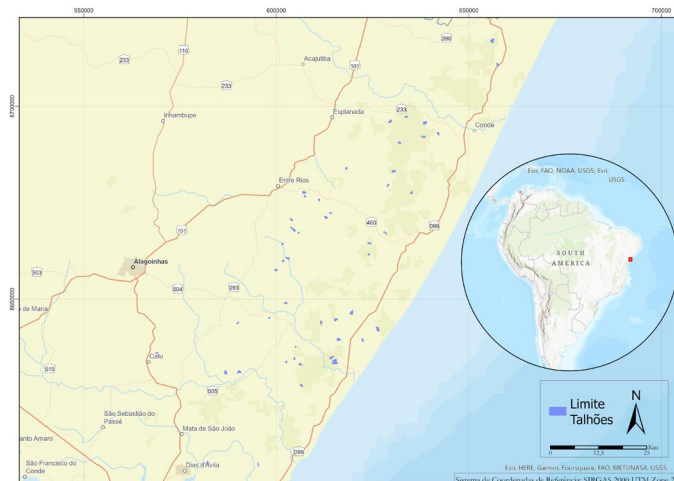 550000
600000
650000
700000
396
110
233
Acajutiba
101
233
233
8700000
Inhambupe
Esplanada
Conde
Esri, FAO, NOAA, USGS, Esri,
USGS
Entre Rios
403
099
101
SOUTH
AMERICA
Alagoinhas
503
504
093
8650000
o de Maria
515
Catu
505
Limite
Talhões
N
São Sebastião do
Passé
Mata de São João
anto Amaro
0
12,5
25
Km
099
São Francisco do
Conde
Dias d'Ávila
Esri, HERE, Garmin, Foursquare, FAO, METI/NASA, USGS
Sistema de Coordenadas de Referência: SIRGAS 2000 UTM Zone 2